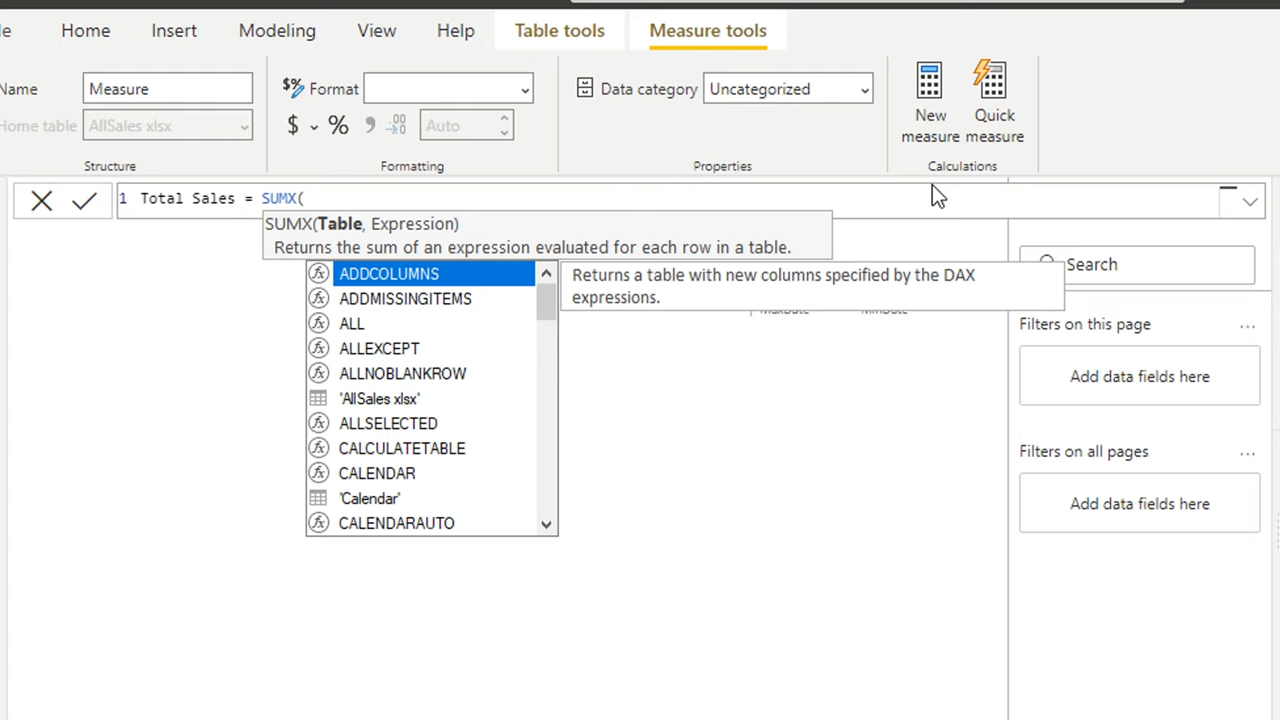 Home Insert Modeling View Help Table tools Measure tools
Name Measure
Format
Data category Uncategorized
New measure
Quick measure
Home table AllSales xlsx
$ % Auto
Structure Formatting Properties Calculations
1 Total Sales = SUMX(
SUMX(Table, Expression)
Returns the sum of an expression evaluated for each row in a table.
ADDCOLUMNS
ADDMISSINGITEMS
ALL
ALLEXCEPT
ALLNOBLANKROW
'AllSales xlsx'
ALLSELECTED
CALCULATETABLE
CALENDAR
'Calendar'
CALENDARAUTO
Returns a table with new columns specified by the DAX
expressions.
MaxDate MinDate
Search
Filters on this page ...
Add data fields here
Filters on all pages ...
Add data fields here